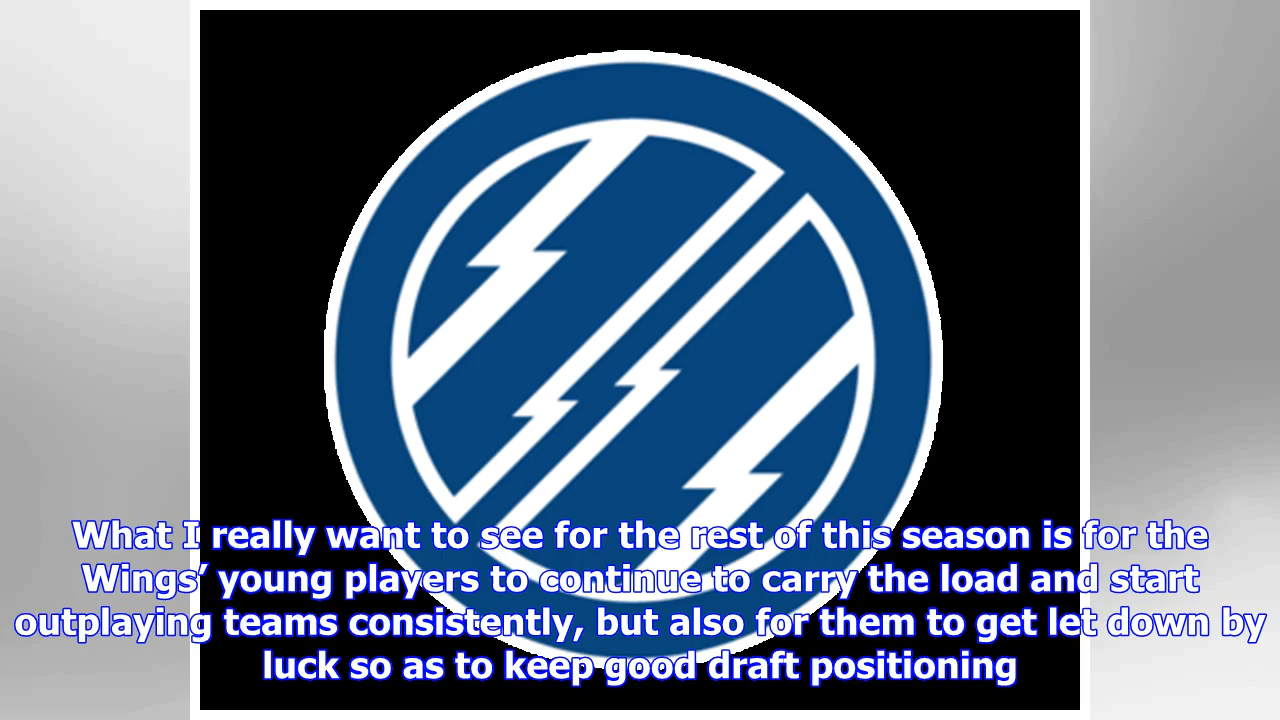 What I really want to see for the rest of this season is for the
Wings’ young players to continue to carry the load and start
outplaying teams consistently, but also for them to get let down by
luck so as to keep good draft positioning